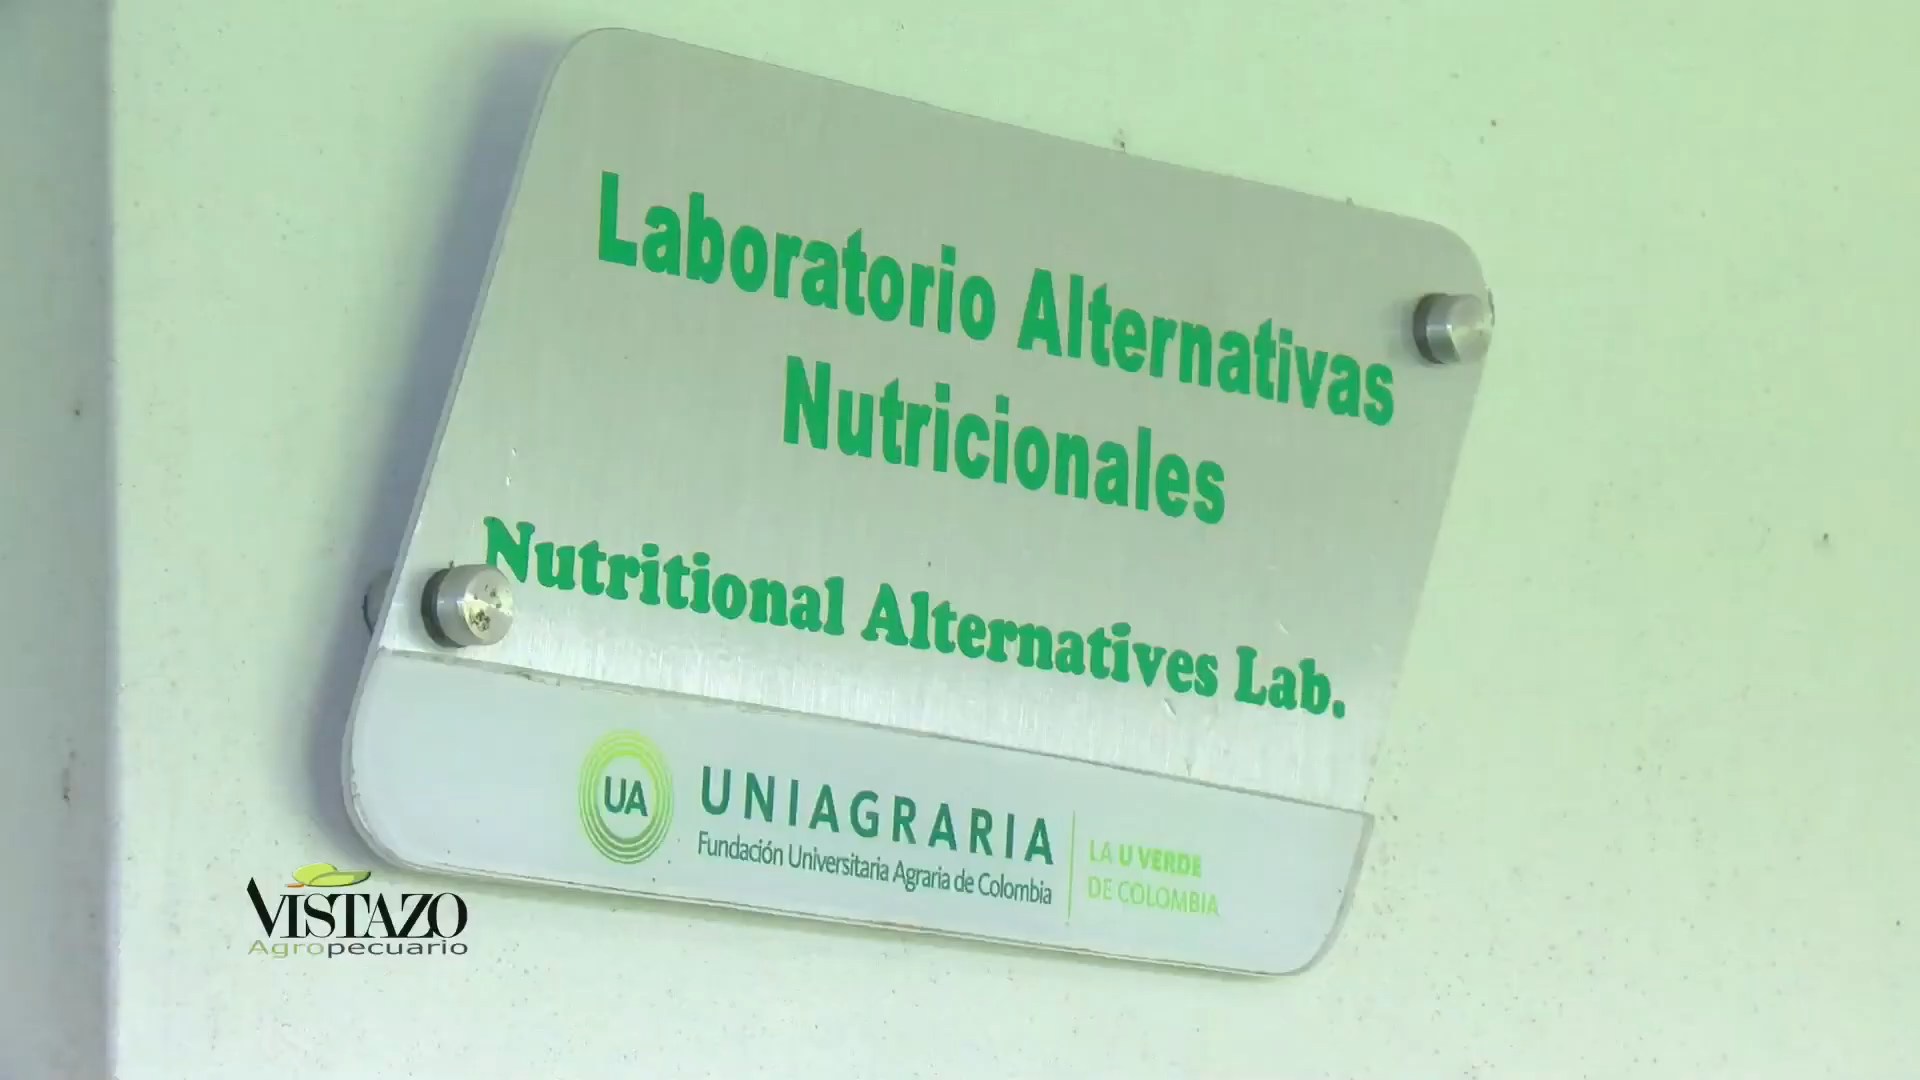 Laboratorio Alternativas
Nutricionales
Nutritional Alternatives Lab.
UA
UNIAGRARIA
Fundación Universitaria Agraria de Colombia
LA U VERDE
DE COLOMBIA
VISTAZO
Agropecuario